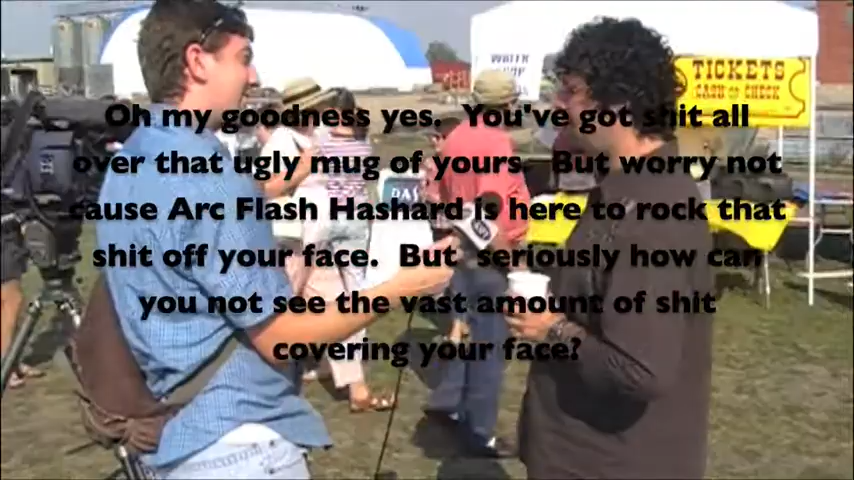 WATER
TICKETS
CASH OR CHECK
Oh my goodness yes. You've got shit all
over that ugly mug of yours. But worry not
cause Arc Flash Hashard is here to rock that
shit off your face. But seriously how can
you not see the vast amount of shit
covering your face?
DAS